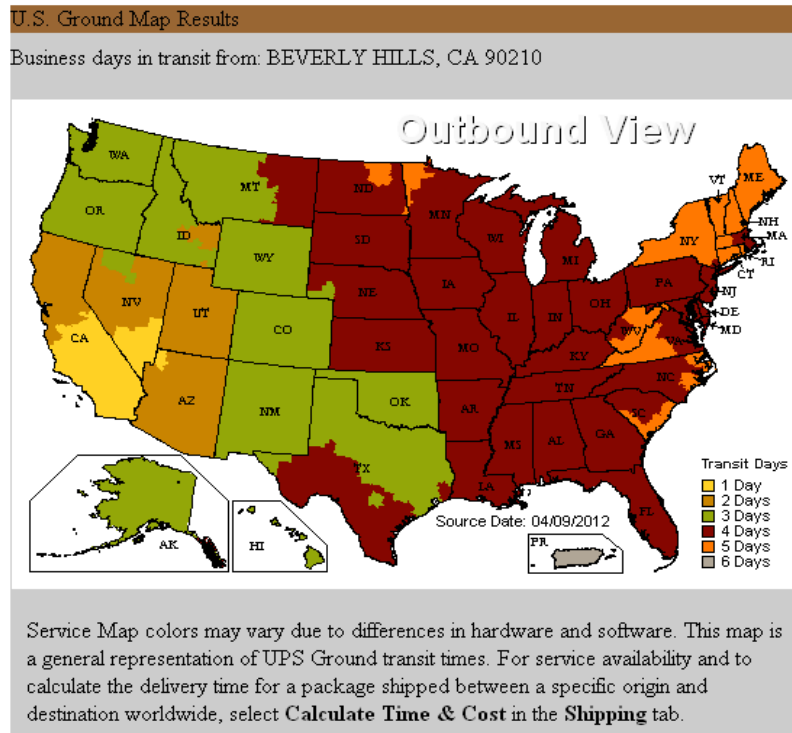 U.S. Ground Map Results
Business days in transit from: BEVERLY HILLS, CA 90210
Outbound View
WA
MT
ND
MN
VT
ME
OR
ID
WY
SD
WI
MI
NY
NH
MA
RI
CT
NV
UT
CO
NE
IA
IL
IN
OH
PA
NJ
DE
MD
CA
KS
MO
KY
WV
VA
AZ
NM
OK
AR
TN
NC
SC
TX
LA
MS
AL
GA
FL
AK
HI
PR
Source Date: 04/09/2012
Transit Days
1 Day
2 Days
3 Days
4 Days
5 Days
6 Days
Service Map colors may vary due to differences in hardware and software. This map is
a general representation of UPS Ground transit times. For service availability and to
calculate the delivery time for a package shipped between a specific origin and
destination worldwide, select Calculate Time & Cost in the Shipping tab.